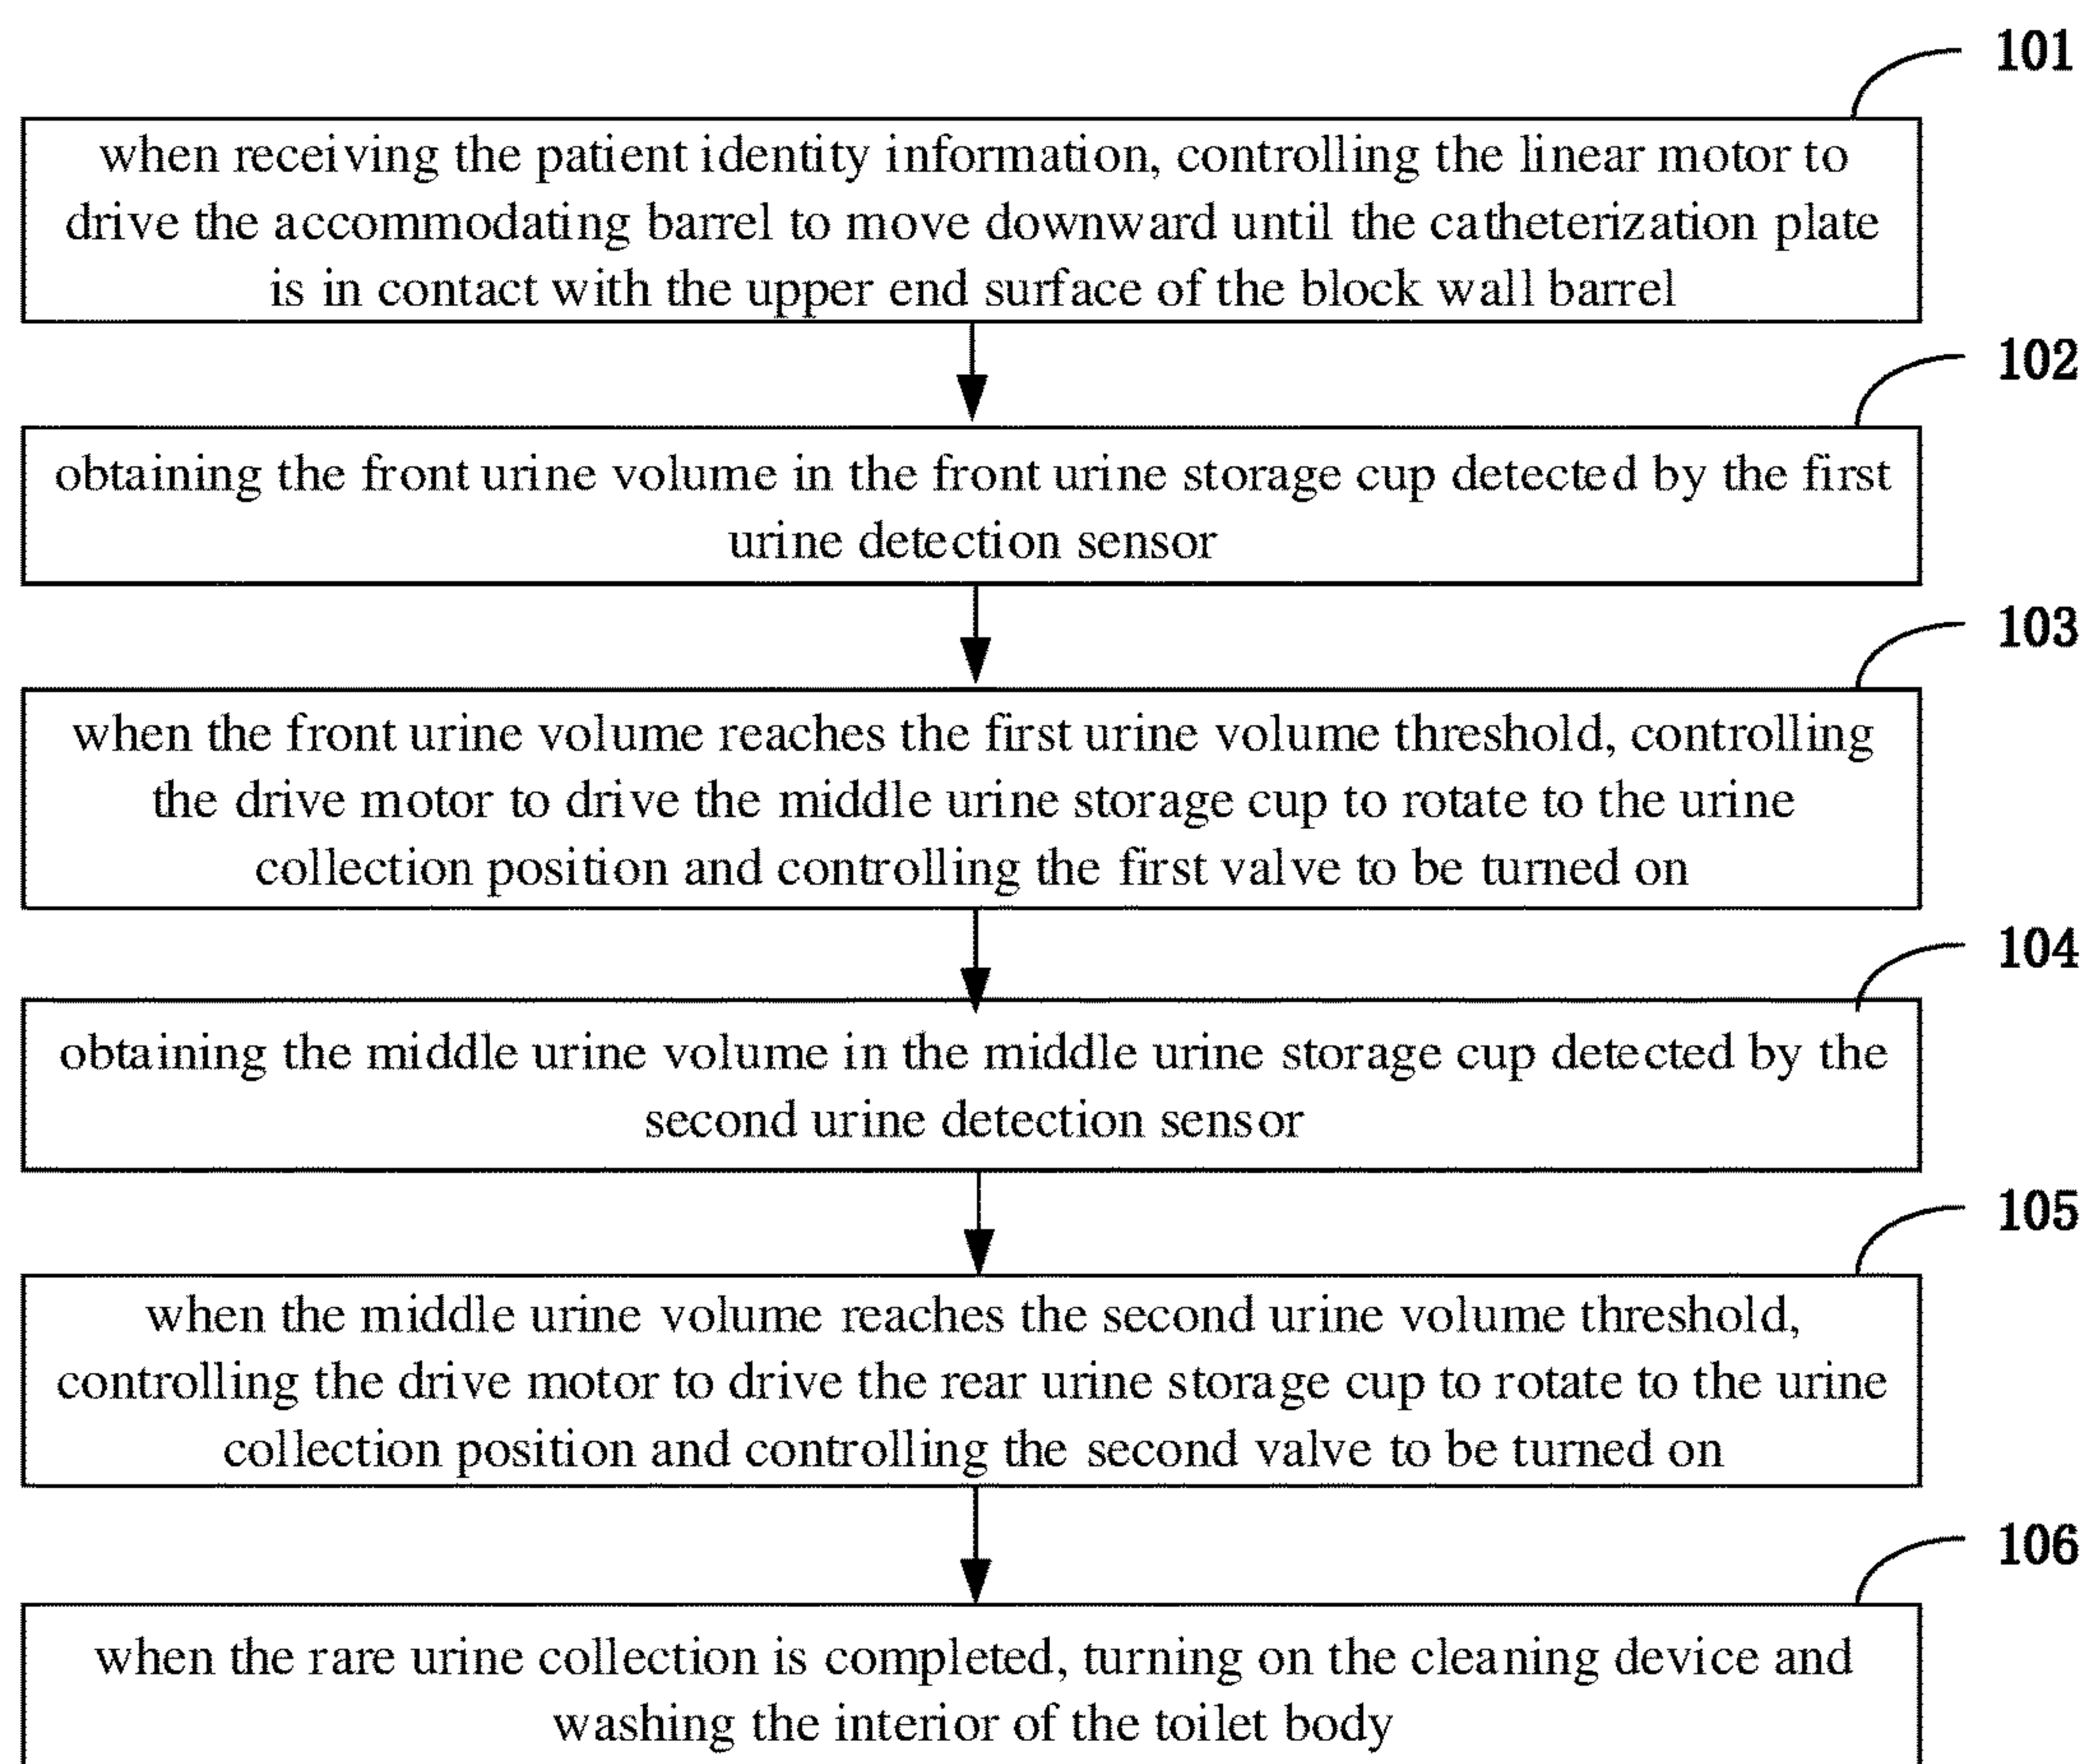 101
when receiving the patient identity information, controlling the linear motor to
drive the accommodating barrel to move downward until the catheterization plate
is in contact with the upper end surface of the block wall barrel
102
obtaining the front urine volume in the front urine storage cup detected by the first
urine detection sensor
103
when the front urine volume reaches the first urine volume threshold, controlling
the drive motor to drive the middle urine storage cup to rotate to the urine
collection position and controlling the first valve to be turned on
104
obtaining the middle urine volume in the middle urine storage cup detected by the
second urine detection sensor
105
when the middle urine volume reaches the second urine volume threshold,
controlling the drive motor to drive the rear urine storage cup to rotate to the urine
collection position and controlling the second valve to be turned on
106
when the rare urine collection is completed, turning on the cleaning device and
washing the interior of the toilet body